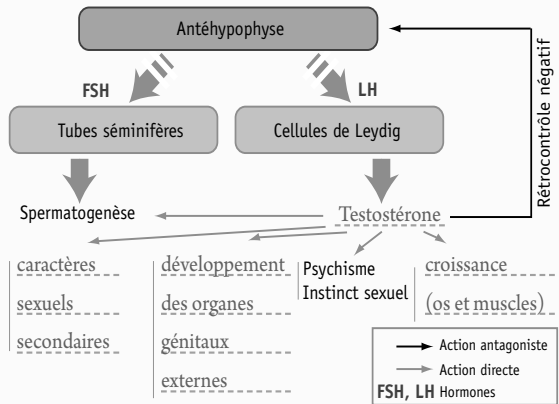 Antéhypophyse
Rétrocontrôle négatif
FSH
LH
Tubes séminifères
Cellules de Leydig
Spermatogenèse
Testostérone
caractères
sexuels
secondaires
développement
des organes
génitaux
externes
Psychisme
Instinct sexuel
croissance
(os et muscles)
Action antagoniste
Action directe
FSH, LH Hormones